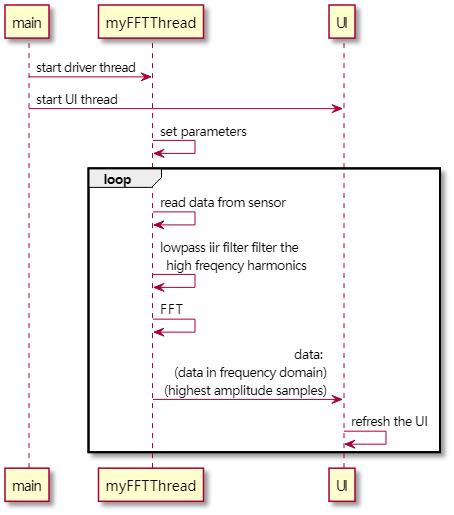 main
myFFTThread
UI
start driver thread
start UI thread
set parameters
loop
read data from sensor
lowpass iir filter filter the
high freqency harmonics
FFT
data:
(data in frequency domain)
(highest amplitude samples)
refresh the UI
main
myFFTThread
UI